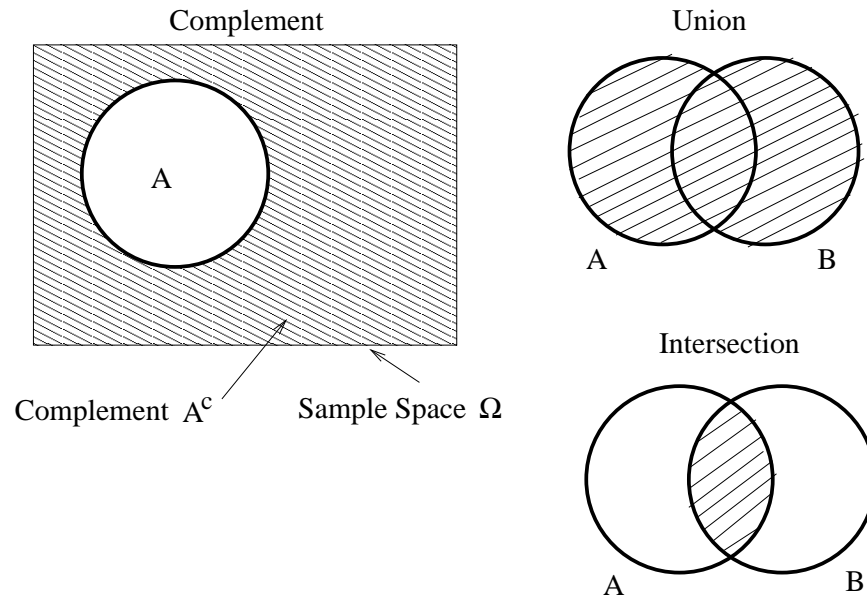 Complement
A
Complement A^c
Sample Space Ω
Union
A B
Intersection
A B